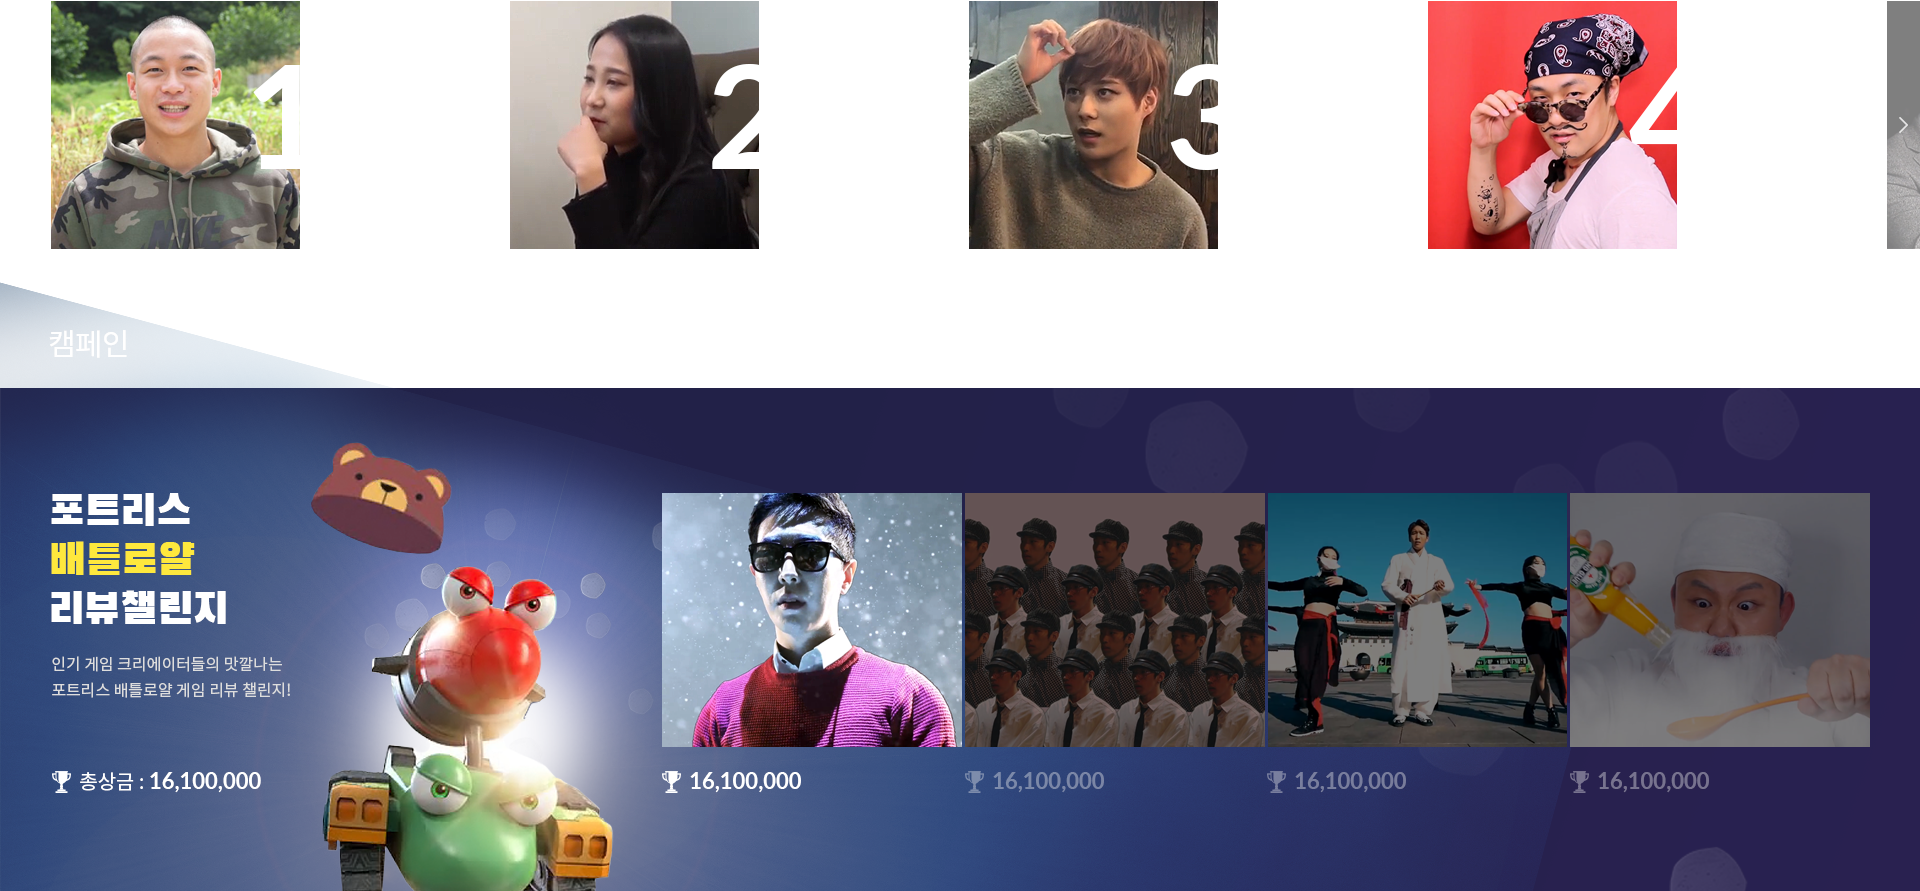 1
2
3
4
NIKE
캠페인
포트리스
배틀로얄
리뷰챌린지
인기 게임 크리에이터들의 맛깔나는
포트리스 배틀로얄 게임 리뷰 챌린지!
총상금 : 16,100,000
16,100,000
16,100,000
16,100,000
16,100,000